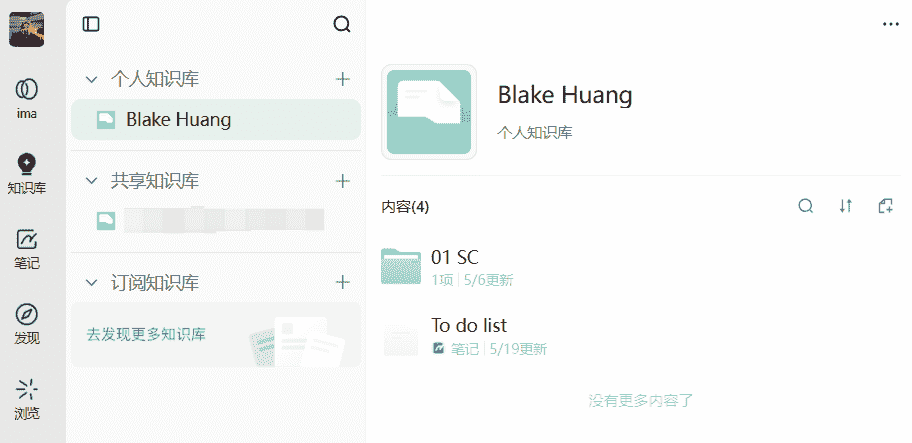 ima
知识库
笔记
发现
浏览
个人知识库
Blake Huang
共享知识库
订阅知识库
去发现更多知识库
Blake Huang
个人知识库
内容(4)
01 SC
1项 | 5/6更新
To do list
笔记 | 5/19更新
没有更多内容了